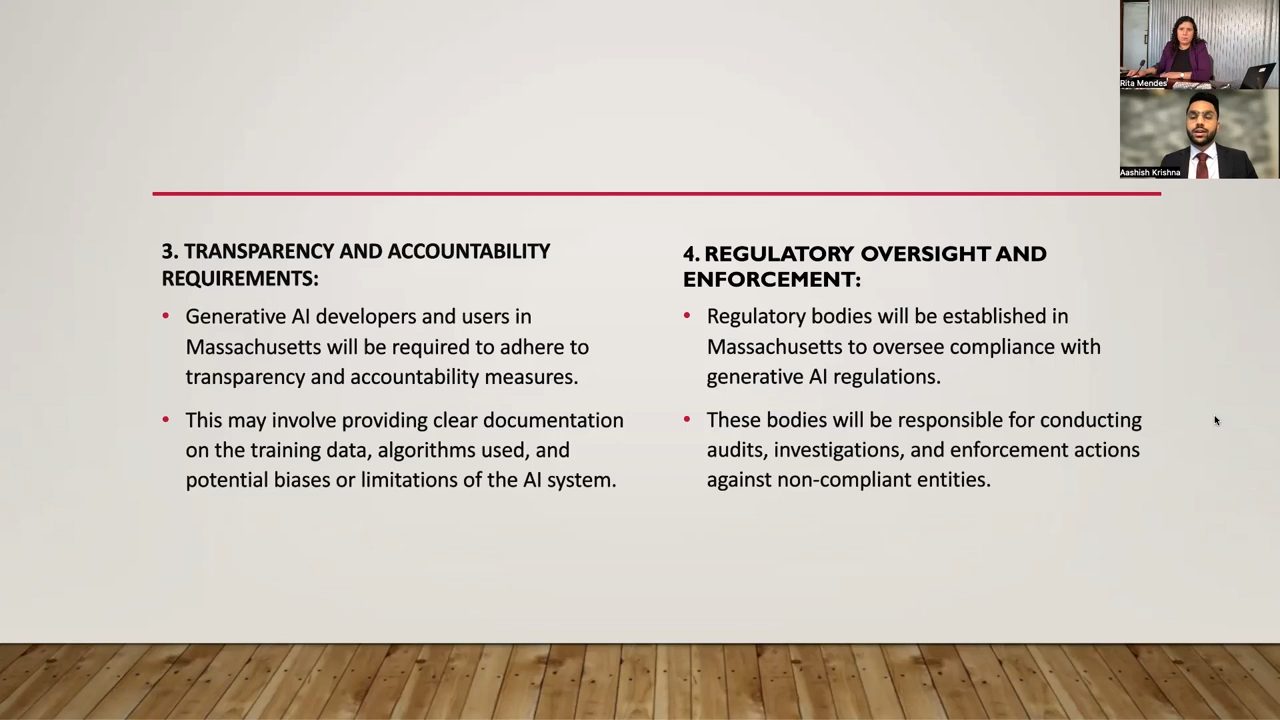 Rita Mendes
Aashish Krishna
3. TRANSPARENCY AND ACCOUNTABILITY
REQUIREMENTS:
• Generative AI developers and users in
Massachusetts will be required to adhere to
transparency and accountability measures.
• This may involve providing clear documentation
on the training data, algorithms used, and
potential biases or limitations of the AI system.
4. REGULATORY OVERSIGHT AND
ENFORCEMENT:
• Regulatory bodies will be established in
Massachusetts to oversee compliance with
generative AI regulations.
• These bodies will be responsible for conducting
audits, investigations, and enforcement actions
against non-compliant entities.